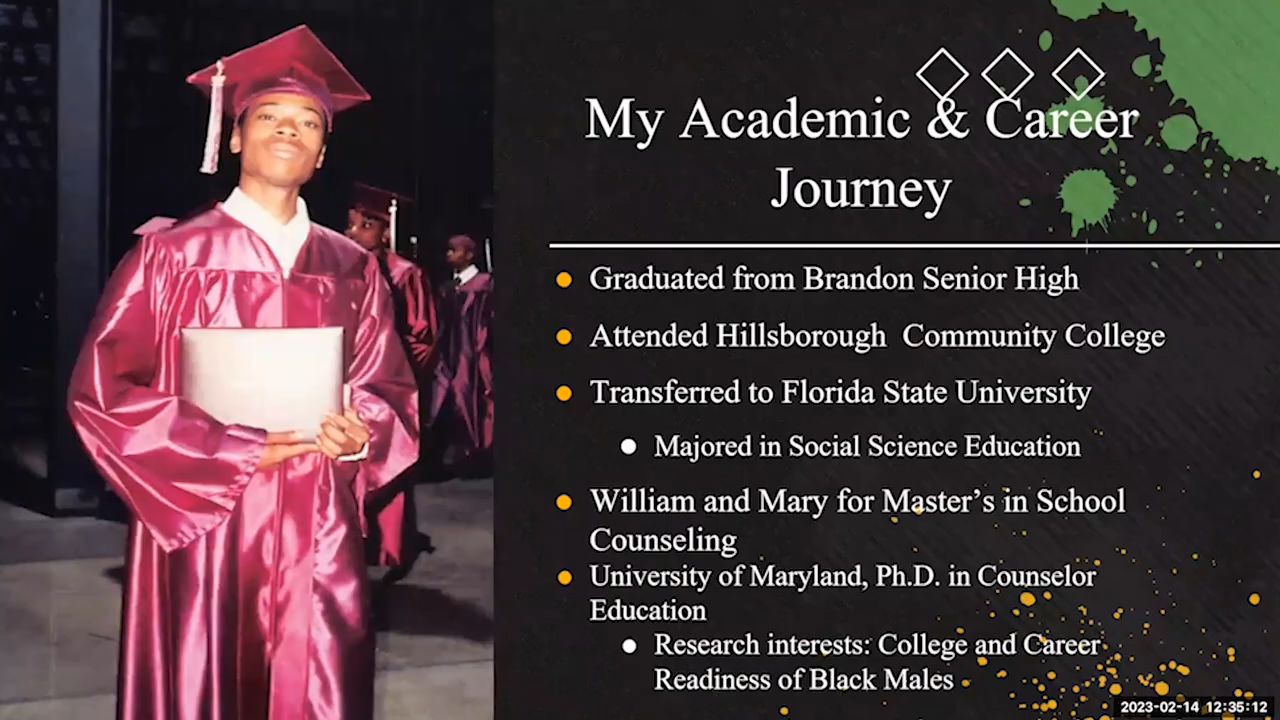 My Academic & Career
Journey
Graduated from Brandon Senior High
Attended Hillsborough Community College
Transferred to Florida State University
Majored in Social Science Education
William and Mary for Master’s in School
Counseling
University of Maryland, Ph.D. in Counselor
Education
Research interests: College and Career
Readiness of Black Males
2023-02-14 12:35:12